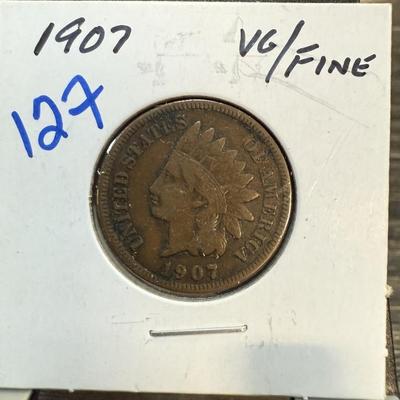 1907 VG/FINE
127
UNITED STATES OF AMERICA
1907